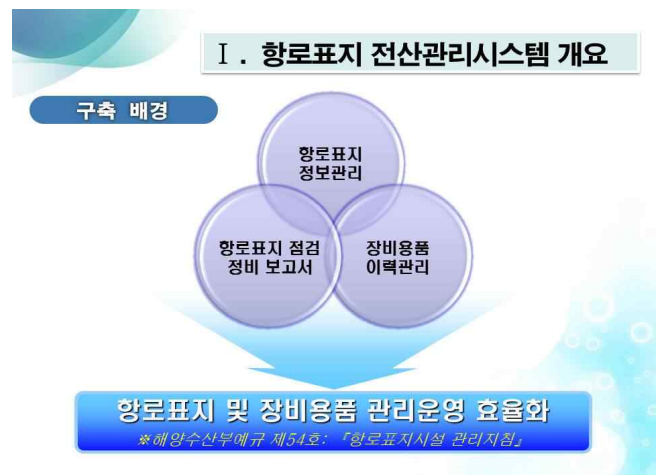 Ⅰ. 항로표지 전산관리시스템 개요
구축 배경
항로표지
정보관리
항로표지 점검
정비 보고서
장비용품
이력관리
항로표지 및 장비용품 관리운영 효율화
※해양수산부예규 제54호: 『항로표지시설 관리지침』